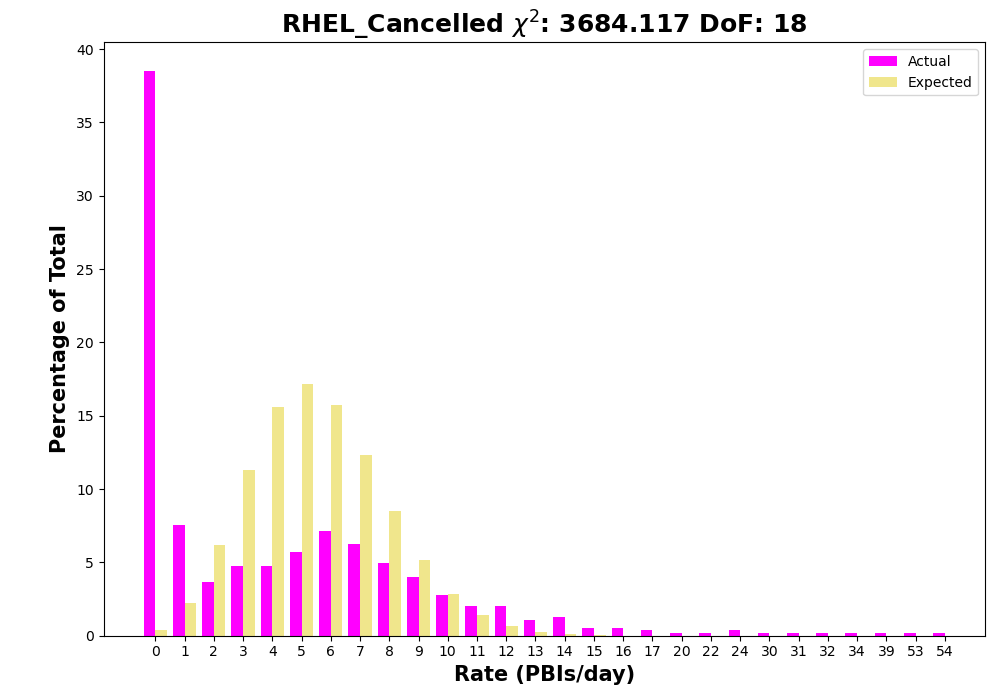 RHEL_Cancelled χ²: 3684.117 DoF: 18
Actual
Expected
Percentage of Total
40
35
30
25
20
15
10
5
0
0 1 2 3 4 5 6 7 8 9 10 11 12 13 14 15 16 17 20 22 24 30 31 32 34 39 53 54
Rate (PBIs/day)